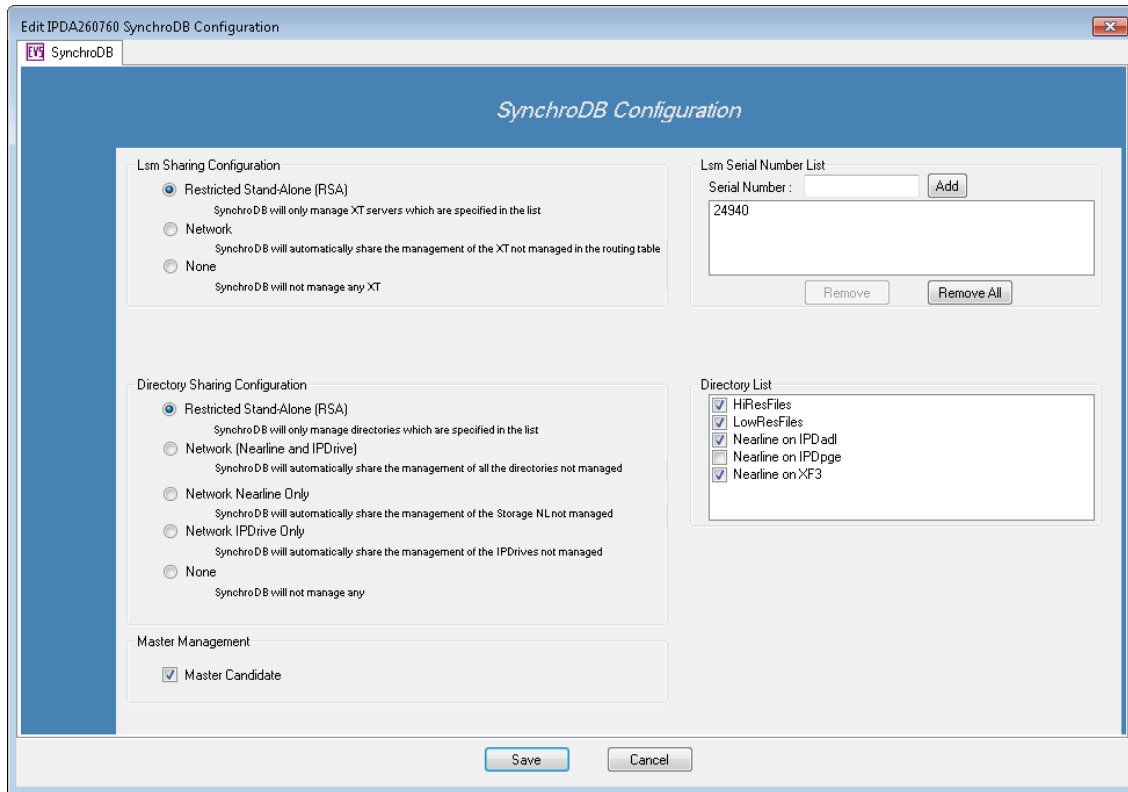 Edit IPDA260760 SynchroDB Configuration
EVS SynchroDB
SynchroDB Configuration
Lsm Sharing Configuration
Restricted Stand-Alone (RSA)
SynchroDB will only manage XT servers which are specified in the list
Network
SynchroDB will automatically share the management of the XT not managed in the routing table
None
SynchroDB will not manage any XT
Lsm Serial Number List
Serial Number :
Add
24940
Remove
Remove All
Directory Sharing Configuration
Restricted Stand-Alone (RSA)
SynchroDB will only manage directories which are specified in the list
Network (Nearline and IPDrive)
SynchroDB will automatically share the management of all the directories not managed
Network Nearline Only
SynchroDB will automatically share the management of the Storage NL not managed
Network IPDrive Only
SynchroDB will automatically share the management of the IPDrives not managed
None
SynchroDB will not manage any
Directory List
HiResFiles
LowResFiles
Nearline on IPDadl
Nearline on IPDpge
Nearline on XF3
Master Management
Master Candidate
Save
Cancel